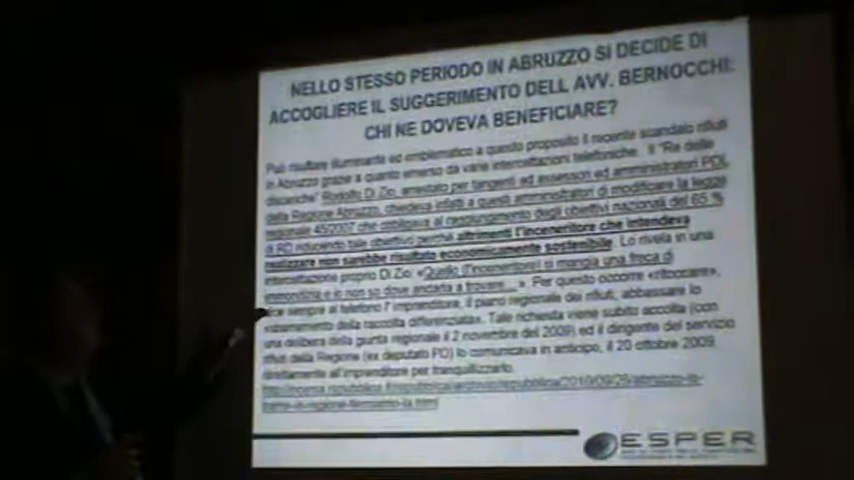 NELLO STESSO PERIODO IN ABRUZZO SI DECIDE DI
ACCOGLIERE IL SUGGERIMENTO DELL AVV. BERNOCCHI:
CHI NE DOVEVA BENEFICIARE?
Può risultare illuminante ed emblematico a questo proposito il recente scandalo rifiuti
in Abruzzo grazie a quanto emerso da varie intercettazioni telefoniche. Il "Re delle
discariche" Rodolfo Di Zio, arrestato per tangenti ed assessori ed amministratori PDL
della Regione Abruzzo, chiedeva infatti a questi amministratori di modificare la legge
regionale 45/2007 che obbligava al raggiungimento degli obiettivi nazionali del 65 %
di RD riducendo tale obiettivo perché altrimenti l'inceneritore che intendeva
realizzare non sarebbe risultato economicamente sostenibile. Lo rivela in una
intercettazione proprio Di Zio: «Quello (l'inceneritore) si mangia una freca di
immondizia e io non so dove andarla a trovare... ». Per questo occorre «ritoccare»,
dice sempre al telefono l' imprenditore, il piano regionale dei rifiuti, abbassare lo
«sbarramento della raccolta differenziata». Tale richiesta viene subito accolta (con
una delibera della giunta regionale il 2 novembre del 2009) ed il dirigente del servizio
rifiuti della Regione (ex deputato PD) lo comunicava in anticipo, il 20 ottobre 2009
direttamente all'imprenditore per tranquillizzarlo.
ESPER